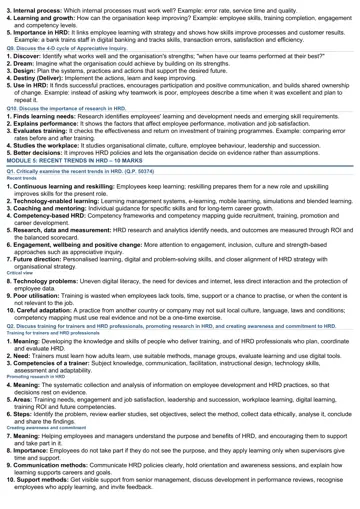 3. Internal process: Which internal processes must work well? Example: error rate, service time and quality.
4. Learning and growth: How can the organisation keep improving? Example: employee skills, training completion, engagement
and competency levels.
5. Importance in HRD: It links employee learning with strategy and shows how skills improve processes and customer results.
Example: a bank trains staff in digital banking and tracks skills, transaction errors, satisfaction and efficiency.
Q9. Discuss the 4-D cycle of Appreciative Inquiry.
1. Discover: Identify what works well and the organisation's strengths; "when have our teams performed at their best?"
2. Dream: Imagine what the organisation could achieve by building on its strengths.
3. Design: Plan the systems, practices and actions that support the desired future.
4. Destiny (Deliver): Implement the actions, learn and keep improving.
5. Use in HRD: It finds successful practices, encourages participation and positive communication, and builds shared ownership
of change. Example: instead of asking why teamwork is poor, employees describe a time when it was excellent and plan to
repeat it.
Q10. Discuss the importance of research in HRD.
1. Finds learning needs: Research identifies employees' learning and development needs and emerging skill requirements.
2. Explains performance: It shows the factors that affect employee performance, motivation and job satisfaction.
3. Evaluates training: It checks the effectiveness and return on investment of training programmes. Example: comparing error
rates before and after training.
4. Studies the workplace: It studies organisational climate, culture, employee behaviour, leadership and succession.
5. Better decisions: It improves HRD policies and lets the organisation decide on evidence rather than assumptions.
MODULE 5: RECENT TRENDS IN HRD – 10 MARKS
Q1. Critically examine the recent trends in HRD. (Q.P. 00374)
Recent trends
1. Continuous learning and reskilling: Employees keep learning; reskilling prepares them for a new role and upskilling
improves skills for the present role.
2. Technology-enabled learning: Learning management systems, e-learning, mobile learning, simulations and blended learning.
3. Coaching and mentoring: Individual guidance for specific skills and for long-term career growth.
4. Competency-based HRD: Competency frameworks and competency mapping guide recruitment, training, promotion and
career development.
5. Research, data and measurement: HRD research and analytics identify needs, and outcomes are measured through ROI and
the balanced scorecard.
6. Engagement, wellbeing and positive change: More attention to engagement, inclusion, culture and strength-based
approaches such as appreciative inquiry.
7. Future direction: Personalised learning, digital and problem-solving skills, and closer alignment of HRD strategy with
organisational strategy.
Critical view
8. Technology problems: Uneven digital literacy, the need for devices and internet, less direct interaction and the protection of
employee data.
9. Poor utilisation: Training is wasted when employees lack tools, time, support or a chance to practise, or when the content is
not relevant to the job.
10. Careful adaptation: A practice from another country or company may not suit local culture, language, laws and conditions;
competency mapping must use real evidence and not be a one-time exercise.
Q2. Discuss training for trainers and HRD professionals, promoting research in HRD, and creating awareness and commitment to HRD.
Training for trainers and HRD professionals
1. Meaning: Developing the knowledge and skills of people who deliver training, and of HRD professionals who plan, coordinate
and evaluate HRD.
2. Need: Trainers must learn how adults learn, use suitable methods, manage groups, evaluate learning and use digital tools.
3. Competencies of a trainer: Subject knowledge, communication, facilitation, instructional design, technology skills,
assessment and adaptability.
Promoting research in HRD
4. Meaning: The systematic collection and analysis of information on employee development and HRD practices, so that
decisions rest on evidence.
5. Areas: Training needs, engagement and job satisfaction, leadership and succession, workplace learning, digital learning,
training ROI and future competencies.
6. Steps: Identify the problem, review earlier studies, set objectives, select the method, collect data ethically, analyse it, conclude
and share the findings.
Creating awareness and commitment
7. Meaning: Helping employees and managers understand the purpose and benefits of HRD, and encouraging them to support
and take part in it.
8. Importance: Employees do not take part if they do not see the purpose, and they apply learning only when supervisors give
time and support.
9. Communication methods: Communicate HRD policies clearly, hold orientation and awareness sessions, and explain how
learning supports careers and goals.
10. Support methods: Get visible support from senior management, discuss development in performance reviews, recognise
employees who apply learning, and invite feedback.